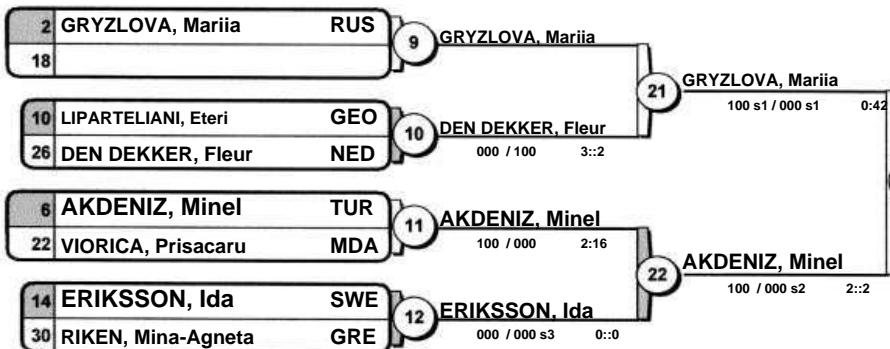 2 GRYZLOVA, Mariia RUS
18
9 GRYZLOVA, Mariia
10 LIPARTELIANI, Eteri GEO
26 DEN DEKKER, Fleur NED
10 DEN DEKKER, Fleur
000 / 100 3::2
21 GRYZLOVA, Mariia
100 s1 / 000 s1 0:42
6 AKDENIZ, Minel TUR
22 VIORICA, Prisacaru MDA
11 AKDENIZ, Minel
100 / 000 2:16
14 ERIKSSON, Ida SWE
30 RIKEN, Mina-Agneta GRE
12 ERIKSSON, Ida
000 / 000 s3 0::0
22 AKDENIZ, Minel
100 / 000 s2 2::2